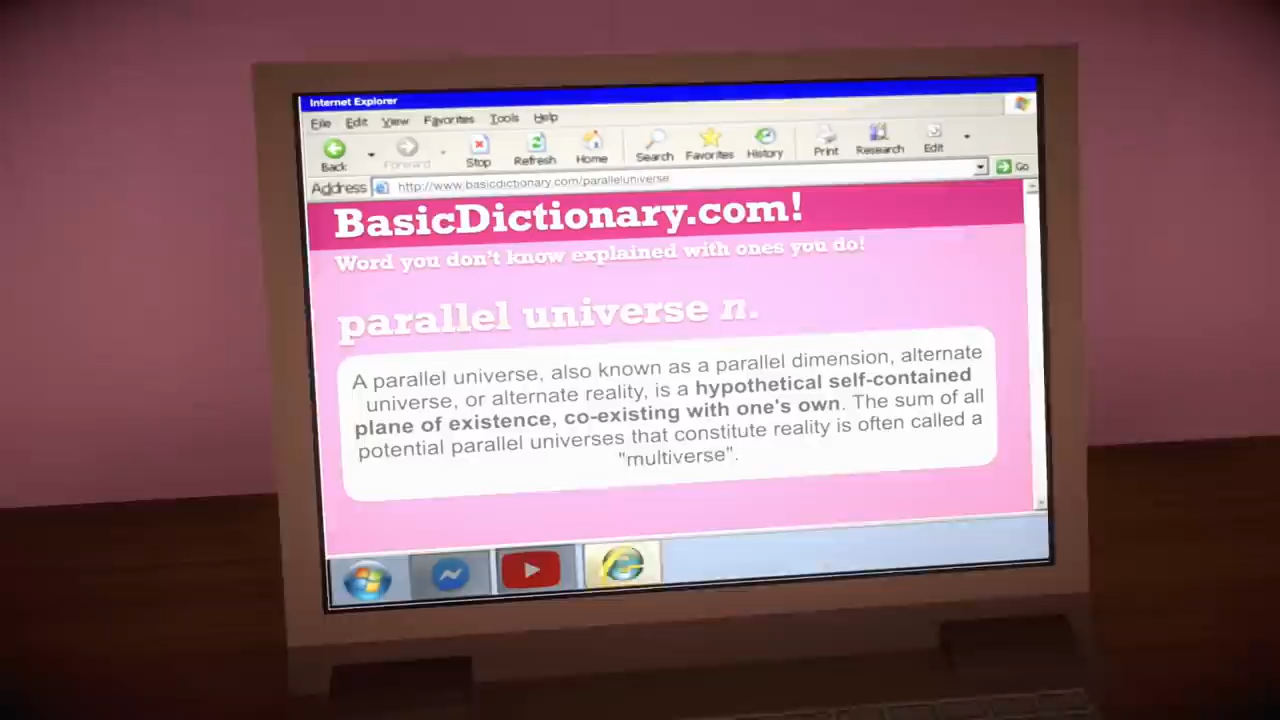 Internet Explorer
File Edit View Favorites Tools Help
Back Forward Stop Refresh Home Search Favorites History Print Research Edit
Address http://www.basicdictionary.com/paralleluniverse Go
BasicDictionary.com!
Word you don't know explained with ones you do!
parallel universe n.
A parallel universe, also known as a parallel dimension, alternate
universe, or alternate reality, is a hypothetical self-contained
plane of existence, co-existing with one's own. The sum of all
potential parallel universes that constitute reality is often called a
"multiverse".